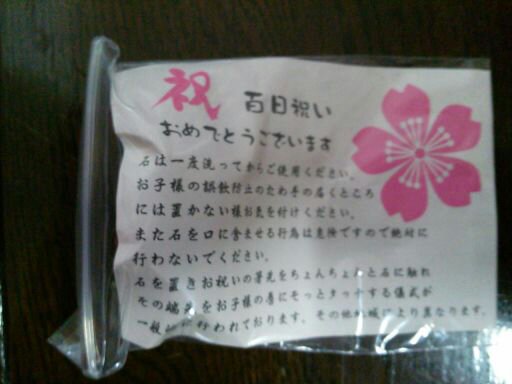 祝 百日祝い
おめでとうございます
石は一度洗ってからご使用ください。
お子様の誤飲防止のため手の届くところ
には置かない様お気を付けください。
また石を口に含ませる行為は危険ですので絶対に
行わないでください。
石を置きお祝いの箸先をちょんちょんと石に触れ
その端先をお子様の唇にそっとタッチする儀式が
一般的に行われております。その他地域により異なります。